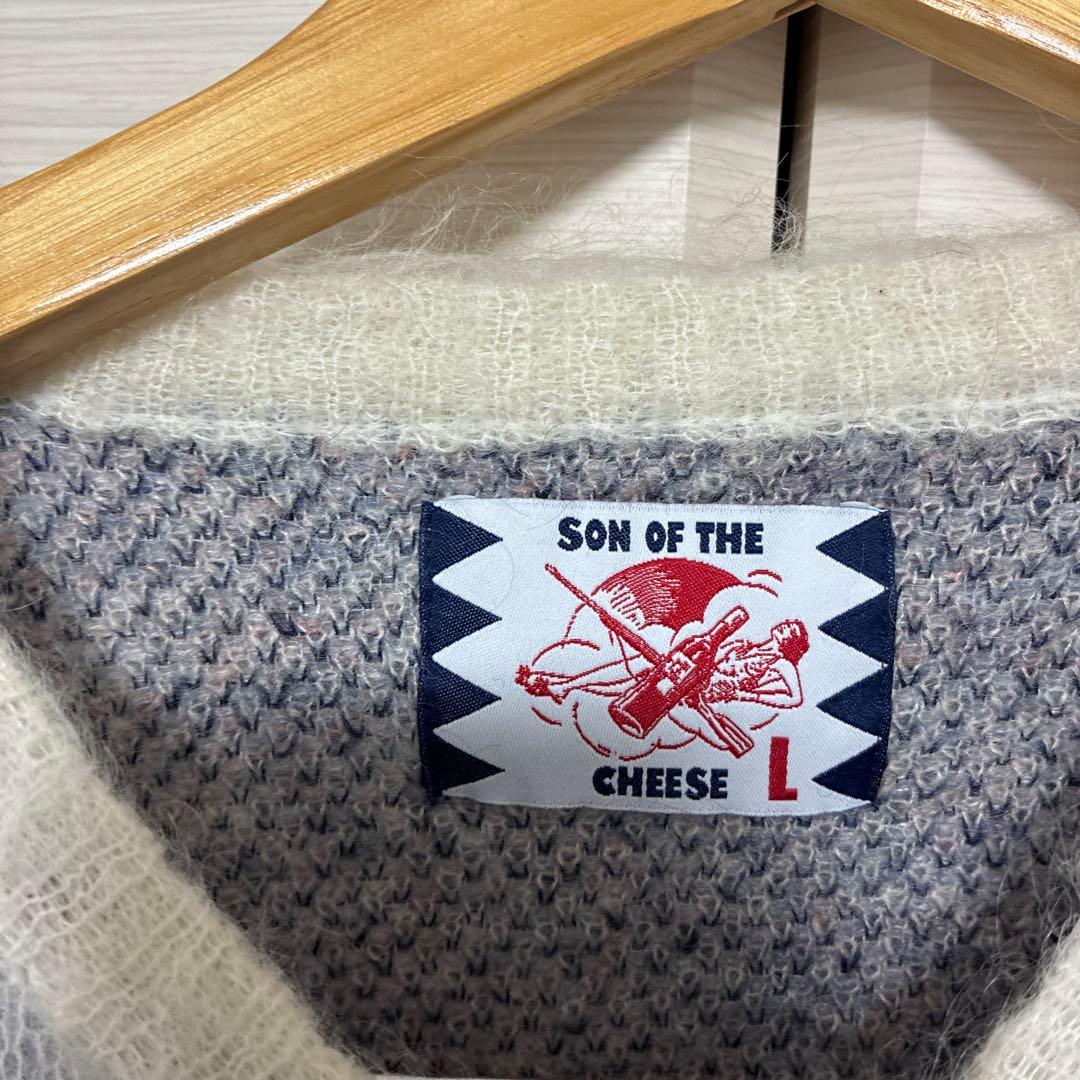 SON OF THE
CHEESE
L